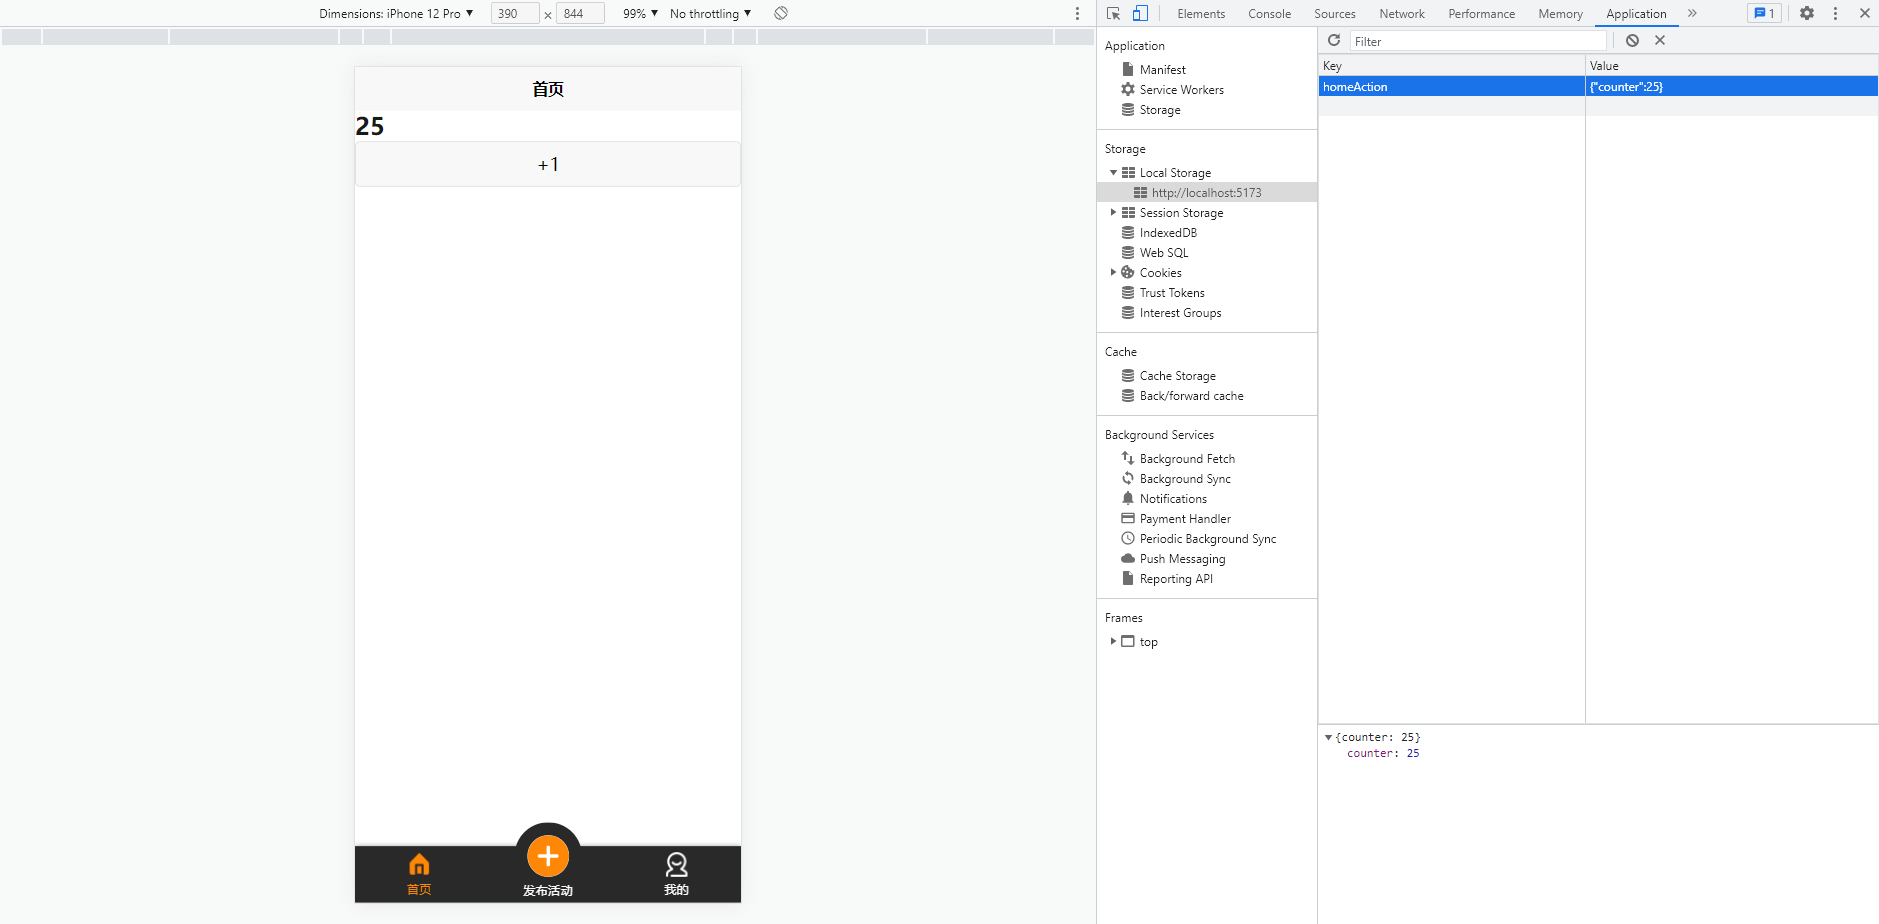 Dimensions: iPhone 12 Pro ▼ 390 × 844 99% ▼ No throttling ▼
首页
25
+1
首页
发布活动
我的
Elements Console Sources Network Performance Memory Application » 1
Application
Manifest
Service Workers
Storage
Storage
Local Storage
http://localhost:5173
Session Storage
IndexedDB
Web SQL
Cookies
Trust Tokens
Interest Groups
Cache
Cache Storage
Back/forward cache
Background Services
Background Fetch
Background Sync
Notifications
Payment Handler
Periodic Background Sync
Push Messaging
Reporting API
Frames
top
Filter
Key Value
homeAction {"counter":25}
▼{counter: 25}
counter: 25